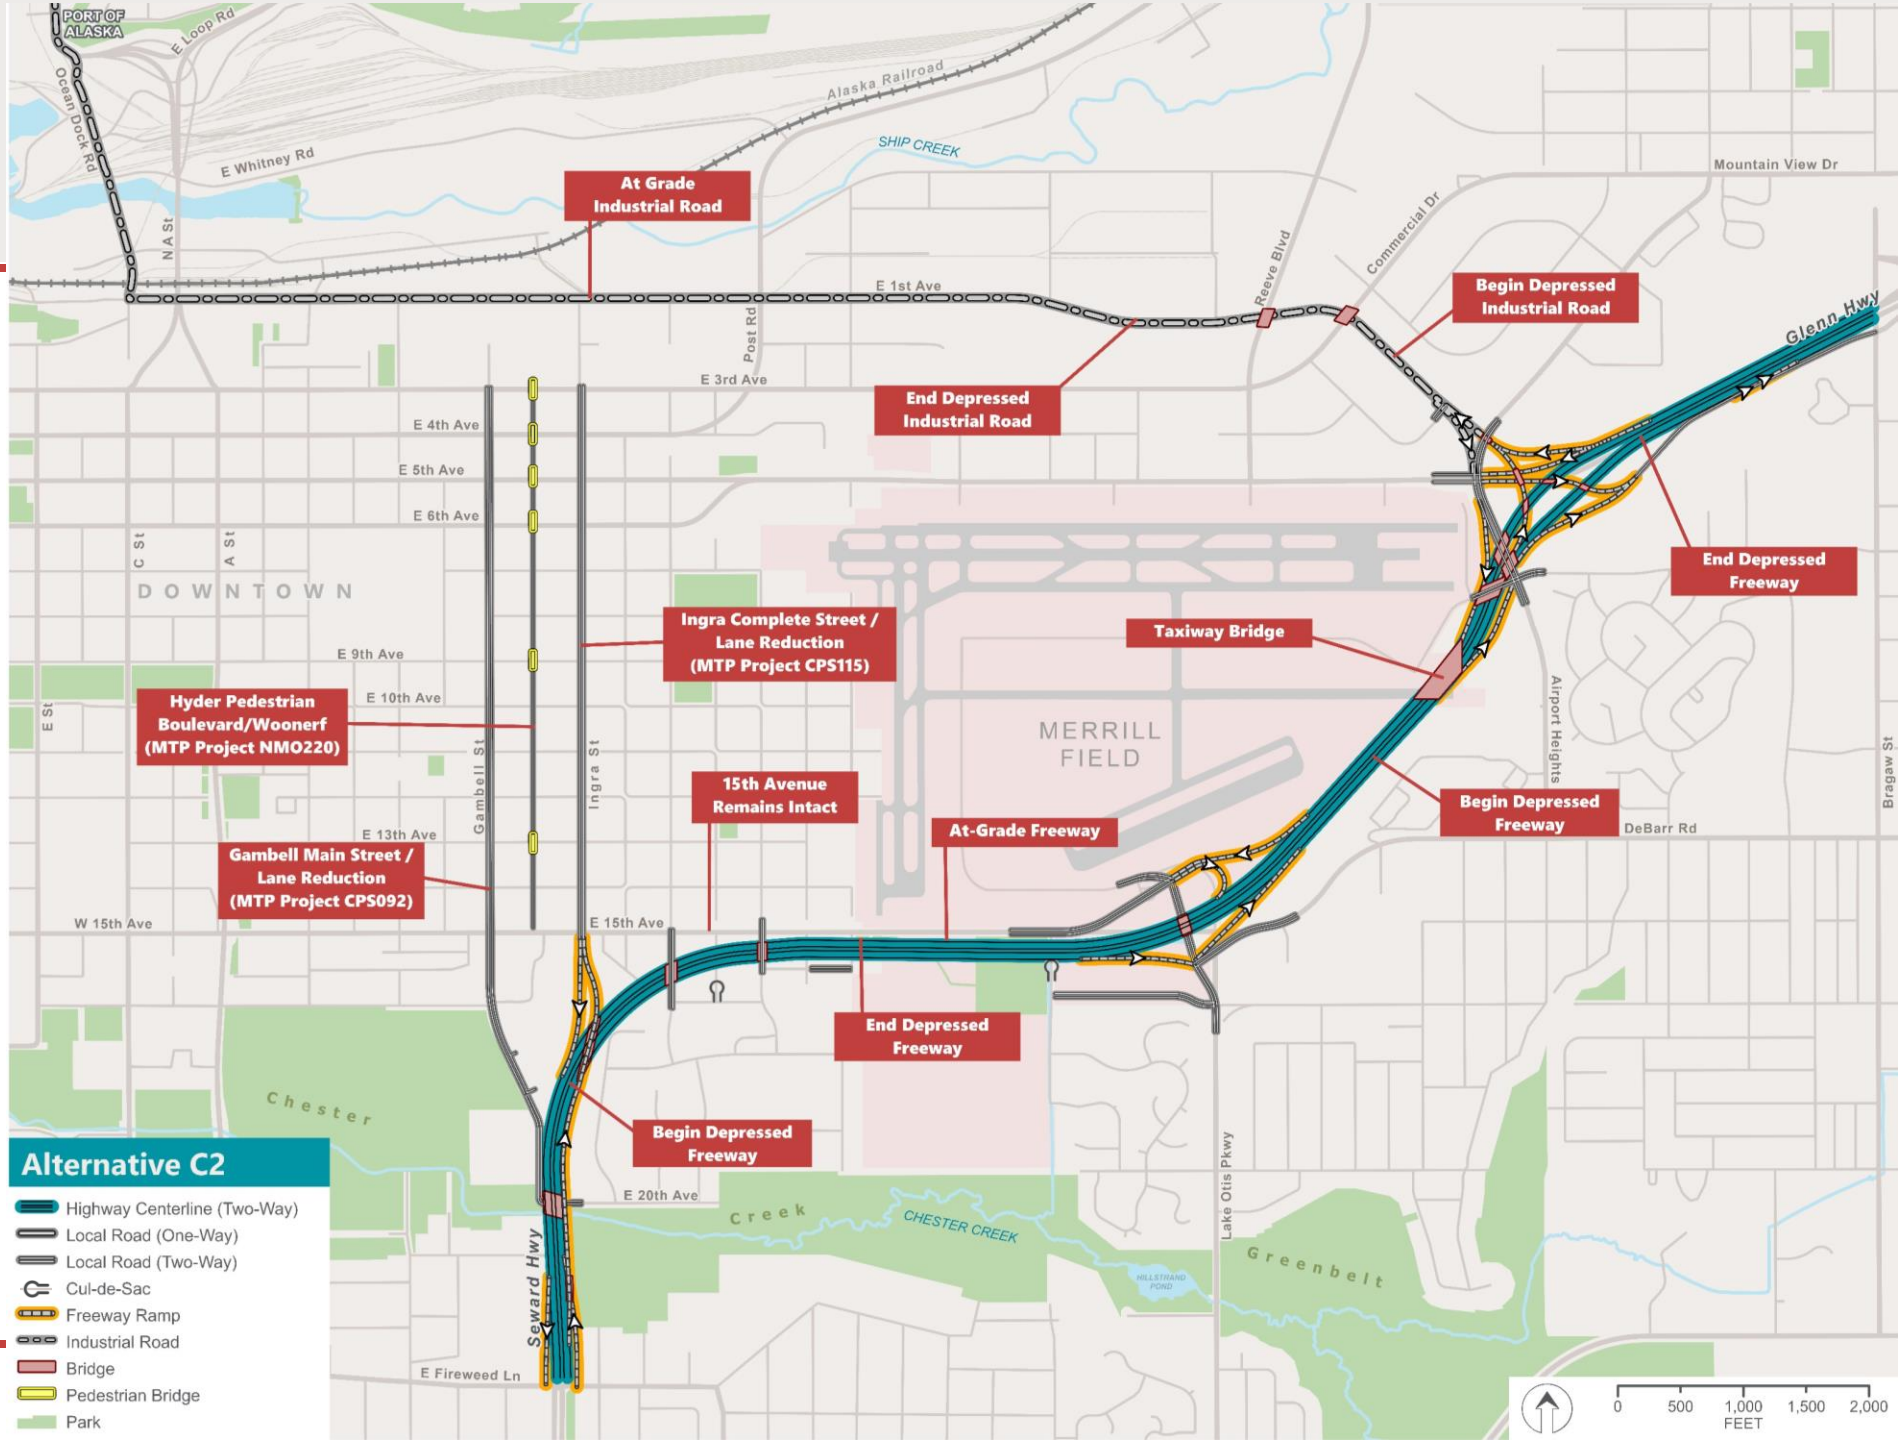 PORT OF
ALASKA
E Loop Rd
Ocean Dock Rd
Alaska Railroad
E Whitney Rd
SHIP CREEK
Mountain View Dr
At Grade
Industrial Road
N A St
Commercial Dr
Reeve Blvd
E 1st Ave
Begin Depressed
Industrial Road
Glenn Hwy
Post Rd
E 3rd Ave
End Depressed
Industrial Road
E 4th Ave
E 5th Ave
E 6th Ave
C St
A St
DOWNTOWN
End Depressed
Freeway
Ingra Complete Street /
Lane Reduction
(MTP Project CPS115)
Taxiway Bridge
E 9th Ave
E 10th Ave
E St
Hyder Pedestrian
Boulevard/Woonerf
(MTP Project NMO220)
Gambell St
Ingra St
MERRILL
FIELD
Airport Heights
Bragaw St
15th Avenue
Remains Intact
Begin Depressed
Freeway
DeBarr Rd
E 13th Ave
At-Grade Freeway
Gambell Main Street /
Lane Reduction
(MTP Project CPS092)
W 15th Ave
E 15th Ave
End Depressed
Freeway
Chester
Begin Depressed
Freeway
E 20th Ave
Creek
CHESTER CREEK
Lake Otis Pkwy
Greenbelt
HILLSTRAND
POND
Seward Hwy
E Fireweed Ln
Alternative C2
Highway Centerline (Two-Way)
Local Road (One-Way)
Local Road (Two-Way)
Cul-de-Sac
Freeway Ramp
Industrial Road
Bridge
Pedestrian Bridge
Park
0 500 1,000 1,500 2,000
FEET